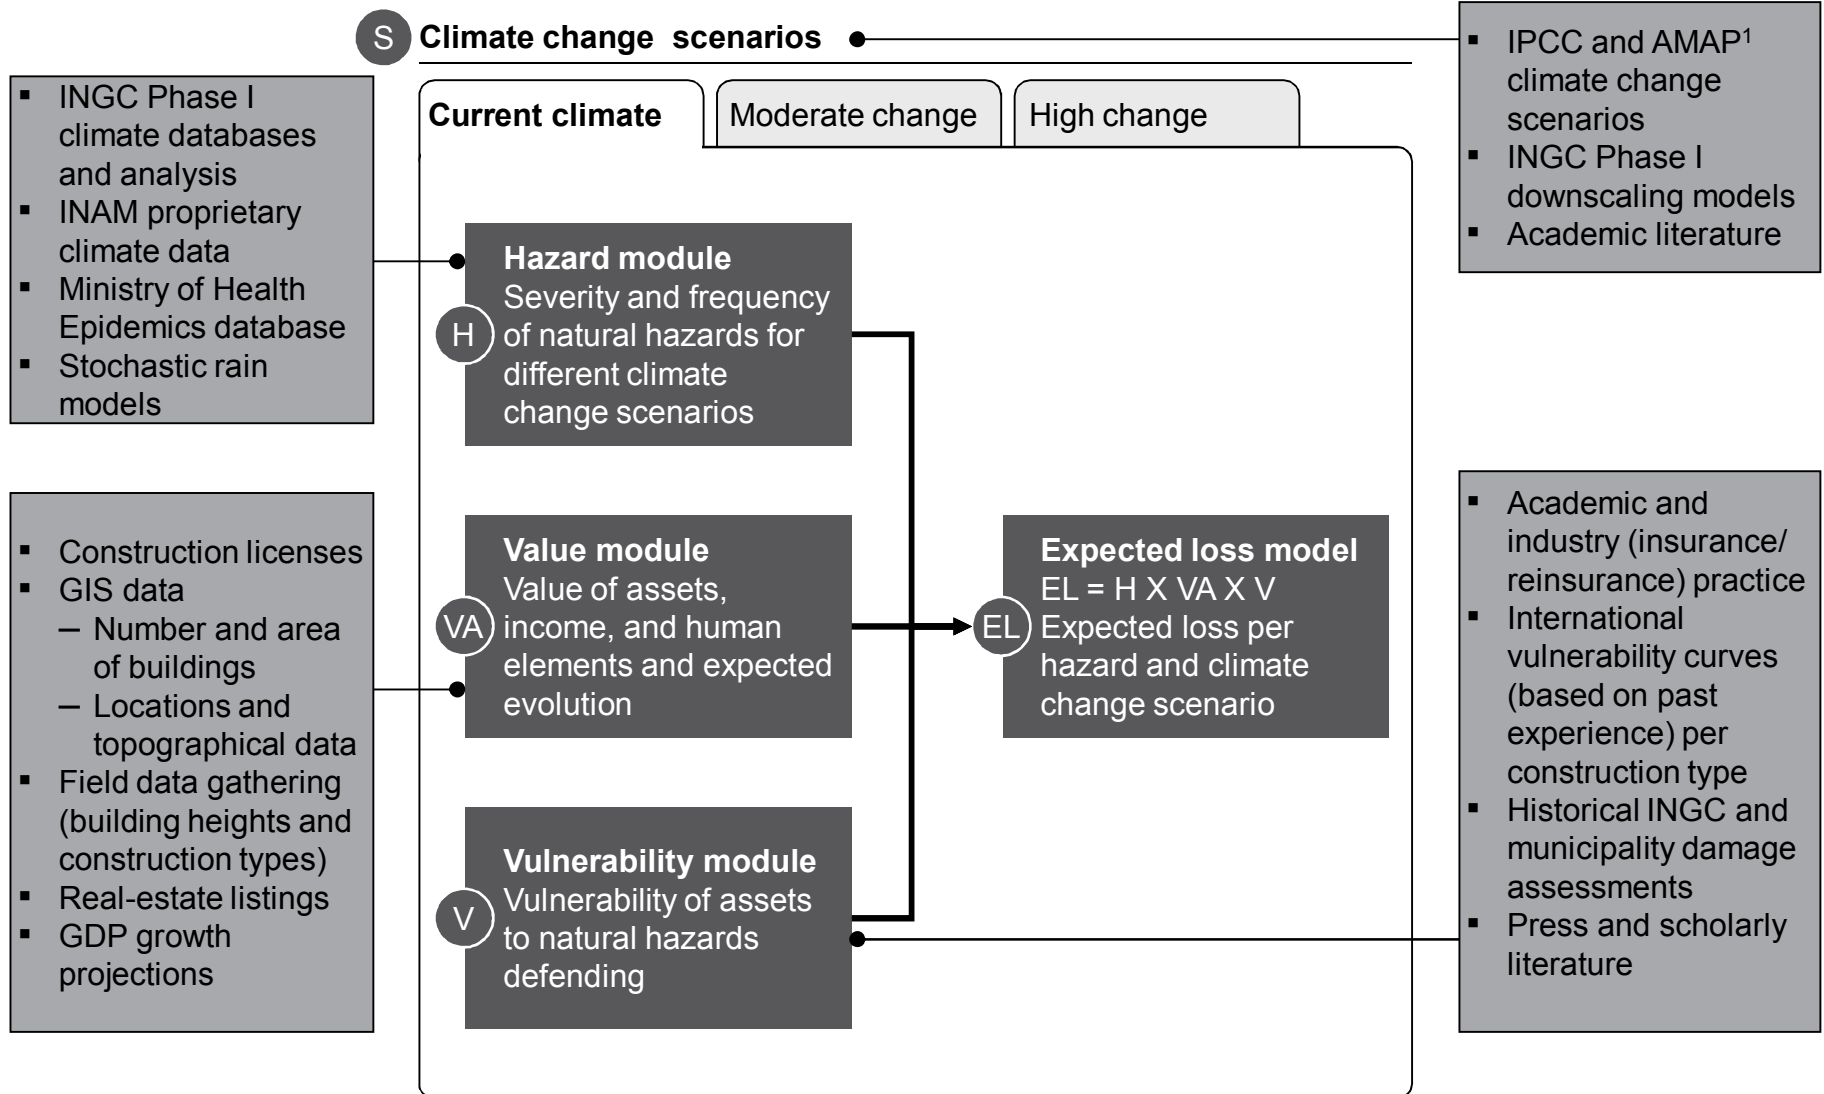 S Climate change scenarios
Current climate
Moderate change
High change
▪ INGC Phase I
climate databases
and analysis
▪ INAM proprietary
climate data
▪ Ministry of Health
Epidemics database
▪ Stochastic rain
models
▪ Construction licenses
▪ GIS data
– Number and area
of buildings
– Locations and
topographical data
▪ Field data gathering
(building heights and
construction types)
▪ Real-estate listings
▪ GDP growth
projections
H
Hazard module
Severity and frequency
of natural hazards for
different climate
change scenarios
VA
Value module
Value of assets,
income, and human
elements and expected
evolution
V
Vulnerability module
Vulnerability of assets
to natural hazards
defending
EL
Expected loss model
EL = H X VA X V
Expected loss per
hazard and climate
change scenario
▪ IPCC and AMAP¹
climate change
scenarios
▪ INGC Phase I
downscaling models
▪ Academic literature
▪ Academic and
industry (insurance/
reinsurance) practice
▪ International
vulnerability curves
(based on past
experience) per
construction type
▪ Historical INGC and
municipality damage
assessments
▪ Press and scholarly
literature